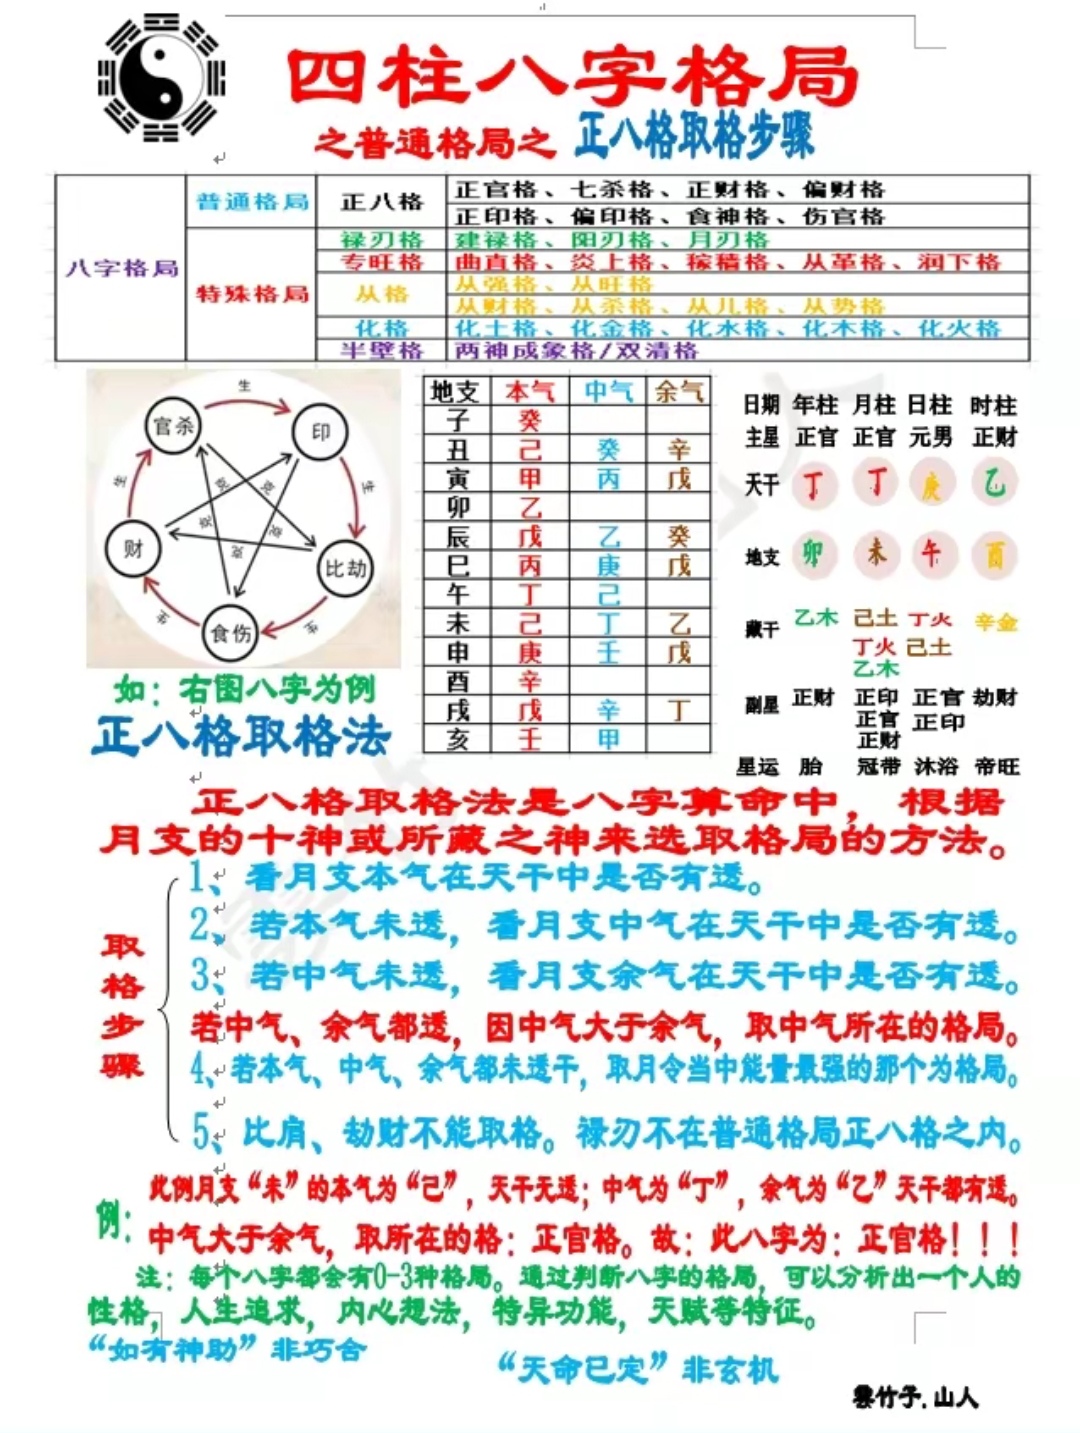 四柱八字格局
之普通格局之 正八格取格步骤
八字格局 普通格局 正八格 正官格、七杀格、正财格、偏财格
正印格、偏印格、食神格、伤官格
特殊格局 禄刃格 建禄格、阳刃格、月刃格
专旺格 曲直格、炎上格、稼穑格、从革格、润下格
从格 从强格、从旺格
从财格、从杀格、从儿格、从势格
化格 化土格、化金格、化水格、化木格、化火格
半壁格 两神成象格/双清格
生
官杀 印
生 克 克 生
克 克
财 克 比劫
生 生
食伤
如：右图八字为例
正八格取格法
地支 本气 中气 余气
子 癸
丑 己 癸 辛
寅 甲 丙 戊
卯 乙
辰 戊 乙 癸
巳 丙 庚 戊
午 丁 己
未 己 丁 乙
申 庚 壬 戊
酉 辛
戌 戊 辛 丁
亥 壬 甲
日期 年柱 月柱 日柱 时柱
主星 正官 正官 元男 正财
天干 丁 丁 庚 乙
地支 卯 未 午 酉
藏干 乙木 己土 丁火 辛金
丁火 己土
乙木
副星 正财 正印 正官 劫财
正官 正印
正财
星运 胎 冠带 沐浴 帝旺
正八格取格法是八字算命中，根据
月支的十神或所藏之神来选取格局的方法。
取格步骤
1、看月支本气在天干中是否有透。
2、若本气未透，看月支中气在天干中是否有透。
3、若中气未透，看月支余气在天干中是否有透。
若中气、余气都透，因中气大于余气，取中气所在的格局。
4、若本气、中气、余气都未透干，取月令当中能量最强的那个为格局。
5、比肩、劫财不能取格。禄刃不在普通格局正八格之内。
例：
此例月支“未”的本气为“己”，天干无透；中气为“丁”，余气为“乙”天干都有透。
中气大于余气，取所在的格：正官格。故：此八字为：正官格！！！
注：每个八字都会有0-3种格局。通过判断八字的格局，可以分析出一个人的
性格，人生追求，内心想法，特异功能，天赋等特征。
“如有神助”非巧合
“天命已定”非玄机
云竹子.山人